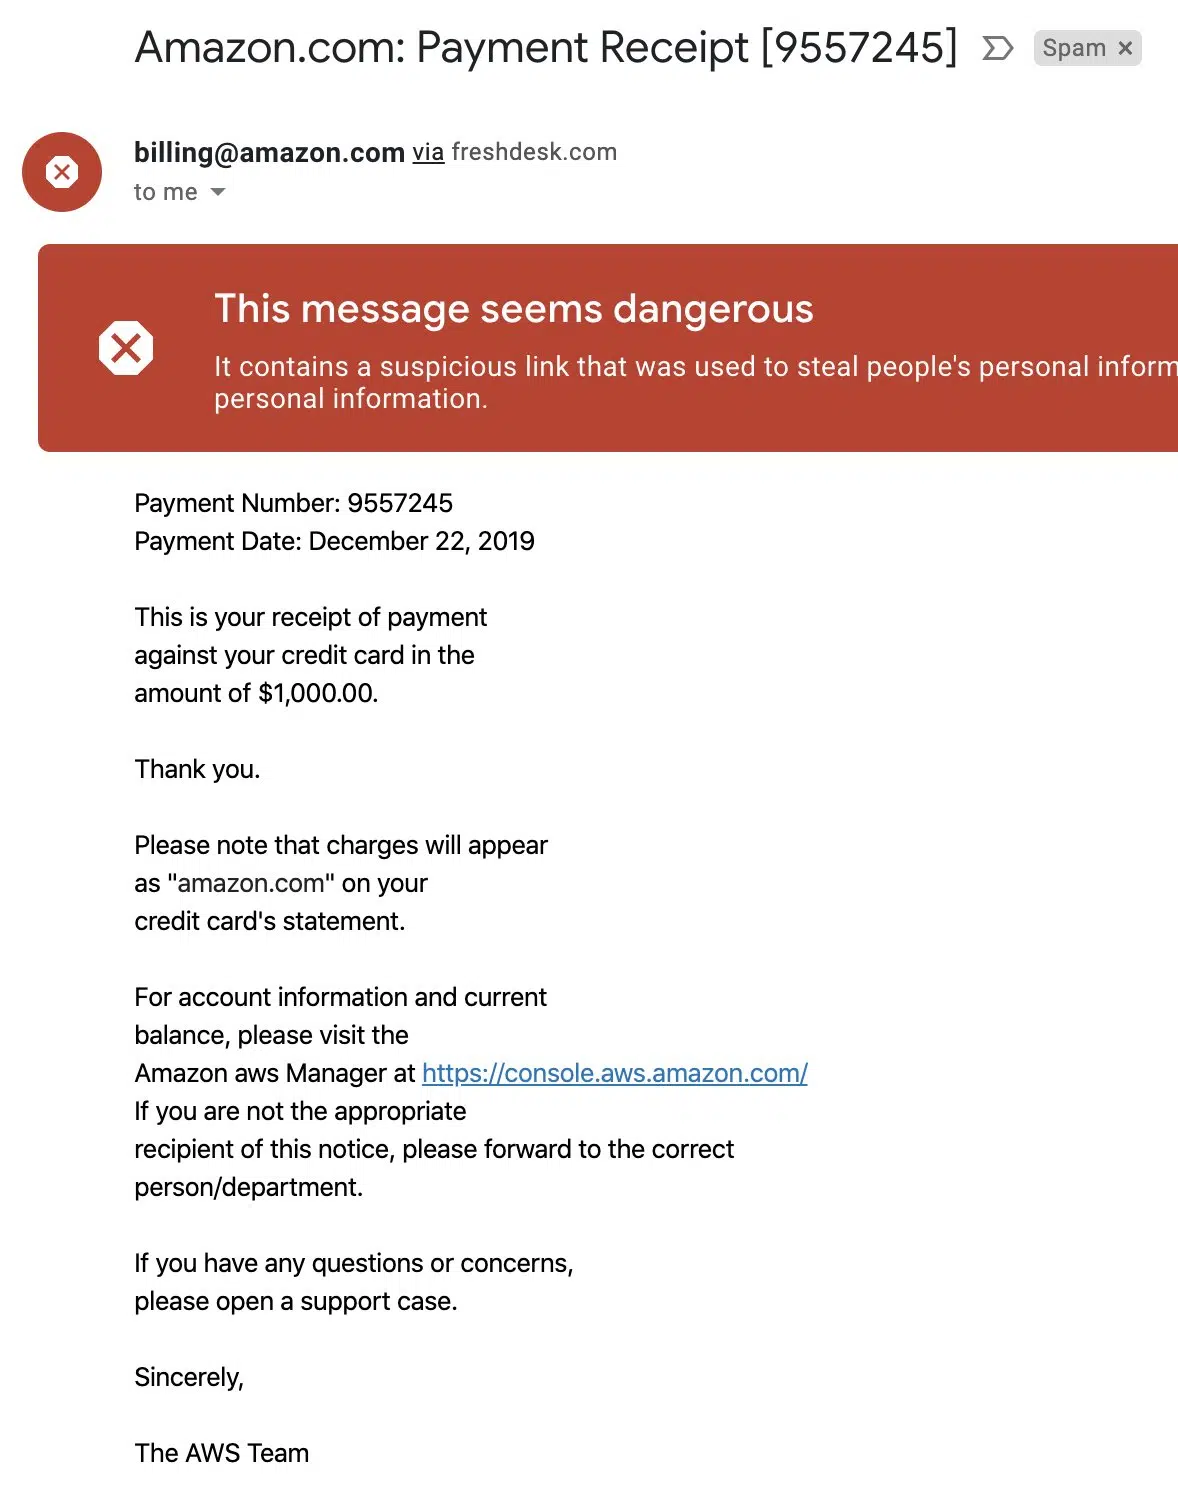 Amazon.com: Payment Receipt [9557245] Spam ×
billing@amazon.com via freshdesk.com
to me
This message seems dangerous
It contains a suspicious link that was used to steal people's personal inform
personal information.
Payment Number: 9557245
Payment Date: December 22, 2019
This is your receipt of payment
against your credit card in the
amount of $1,000.00.
Thank you.
Please note that charges will appear
as "amazon.com" on your
credit card's statement.
For account information and current
balance, please visit the
Amazon aws Manager at https://console.aws.amazon.com/
If you are not the appropriate
recipient of this notice, please forward to the correct
person/department.
If you have any questions or concerns,
please open a support case.
Sincerely,
The AWS Team